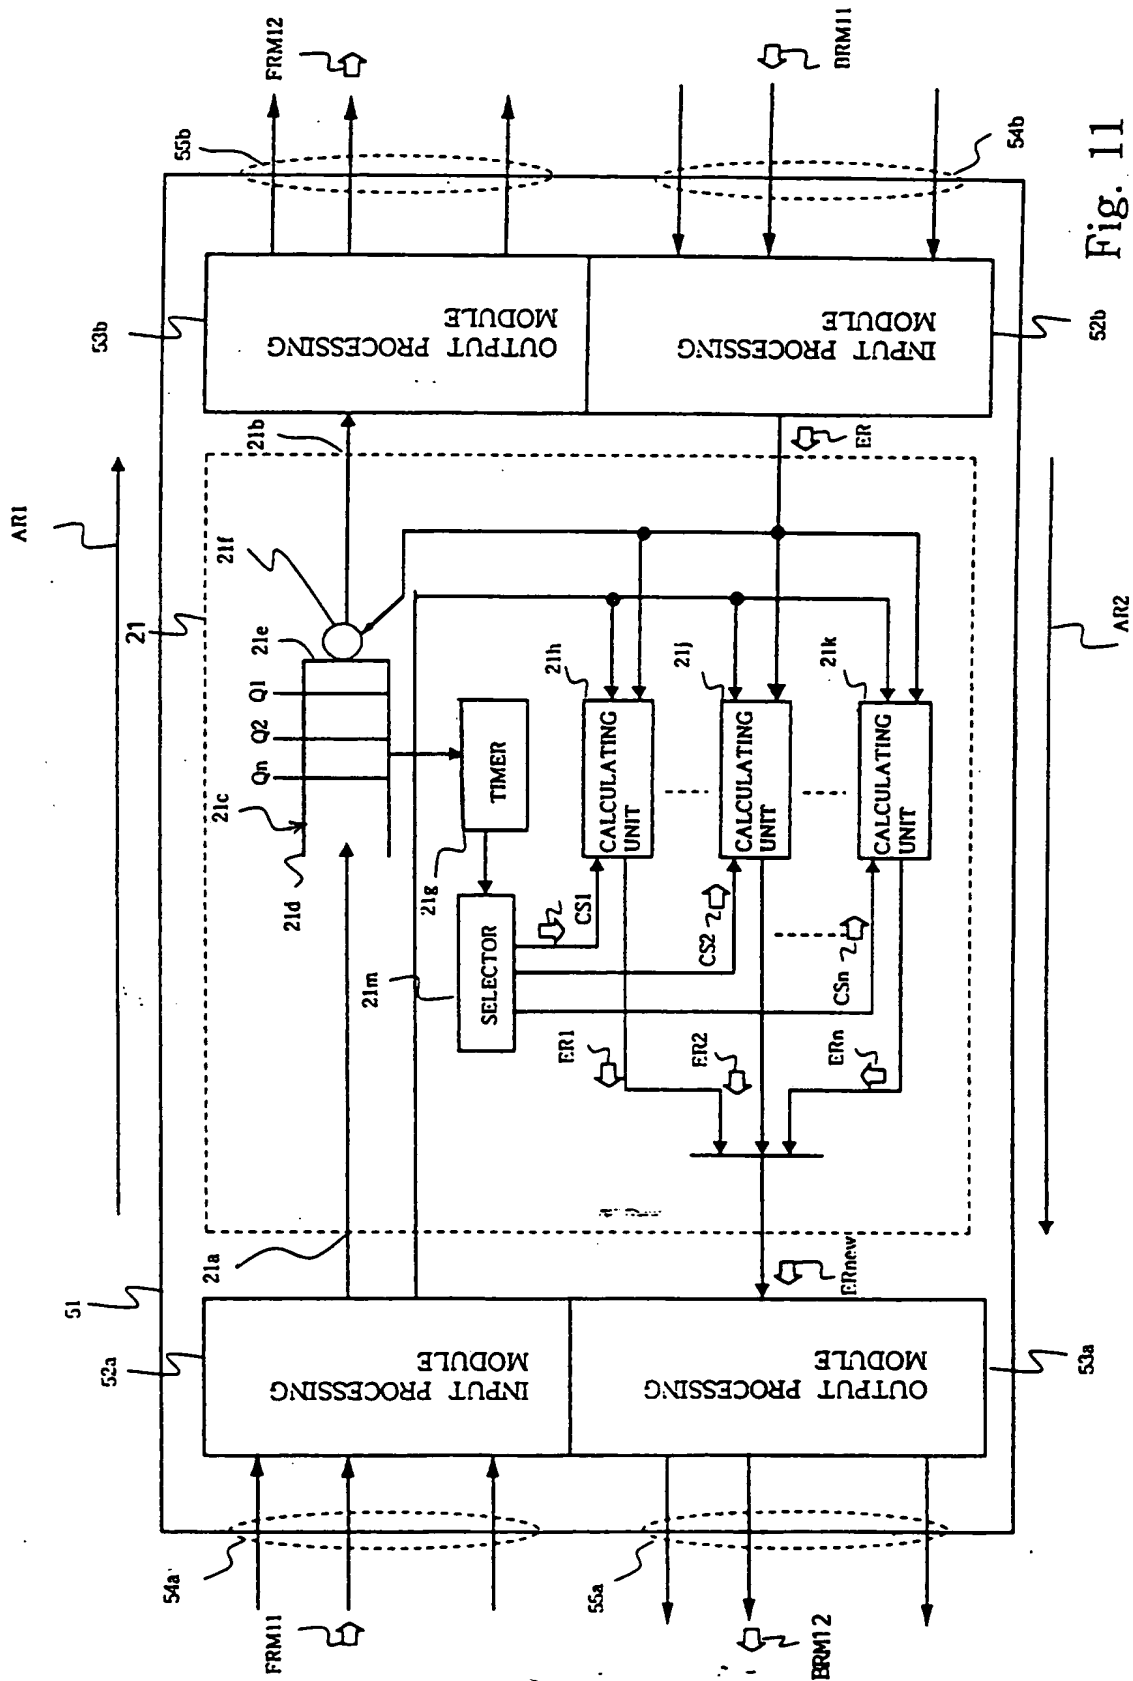 AR1
51
21
52a
INPUT PROCESSING
MODULE
53a
OUTPUT PROCESSING
MODULE
54a
55a
FRM11
BRM12
21a
21d
21c
Qn
Q2
Q1
21e
21f
21b
21g
TIMER
21m
SELECTOR
CS1
CS2
CSn
21h
CALCULATING
UNIT
21j
CALCULATING
UNIT
21k
CALCULATING
UNIT
ER1
ER2
ERn
ERnew
ER
53b
OUTPUT PROCESSING
MODULE
52b
INPUT PROCESSING
MODULE
55b
54b
FRM12
BRM11
AR2
Fig. 11